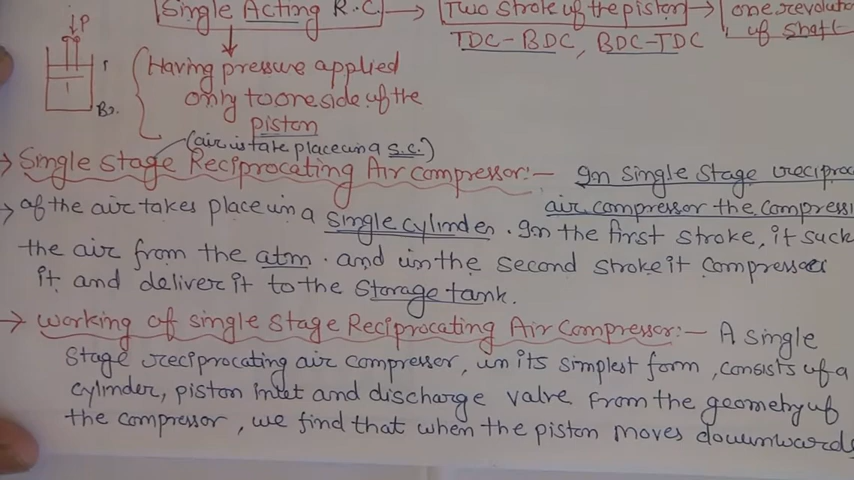 Single Acting R.C → Two Stroke of the piston → one revolutio
TDC-BDC, BDC-TDC of shaft
↓P
Having pressure applied
only to one side of the
piston
(air is take place in a S.C.)
→ Single stage Reciprocating Air compressor:- In single stage reciproc
air compressor the compressi
→ of the air takes place in a single cylinder. In the first stroke, it suck
the air from the atm. and in the second stroke it compresses
it and deliver it to the storage tank.
→ working of single stage Reciprocating Air Compressor:- A single
stage reciprocating air compressor, in its simplest form, consists of a
cylinder, piston inlet and discharge valve from the geometry of
the compressor, we find that when the piston moves downwards